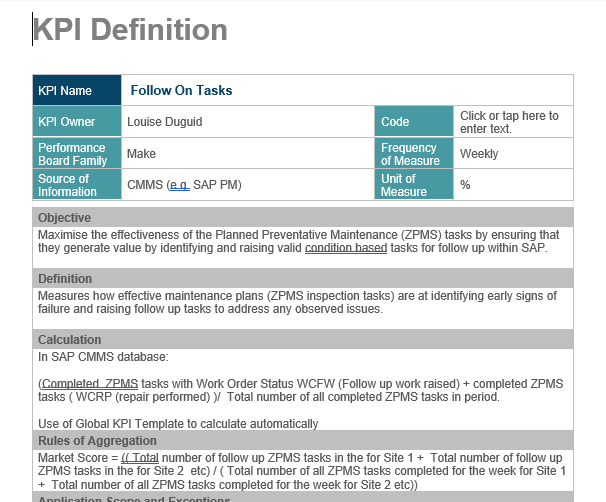 KPI Definition
KPI Name Follow On Tasks
KPI Owner Louise Duguid Code Click or tap here to
enter text.
Performance
Board Family Make Frequency
of Measure Weekly
Source of
Information CMMS (e.g. SAP PM) Unit of
Measure %
Objective
Maximise the effectiveness of the Planned Preventative Maintenance (ZPMS) tasks by ensuring that
they generate value by identifying and raising valid condition based tasks for follow up within SAP.
Definition
Measures how effective maintenance plans (ZPMS inspection tasks) are at identifying early signs of
failure and raising follow up tasks to address any observed issues.
Calculation
In SAP CMMS database:
(Completed ZPMS tasks with Work Order Status WCFW (Follow up work raised) + completed ZPMS
tasks ( WCRP (repair performed) )/ Total number of all completed ZPMS tasks in period.
Use of Global KPI Template to calculate automatically
Rules of Aggregation
Market Score = (( Total number of follow up ZPMS tasks in the for Site 1 + Total number of follow up
ZPMS tasks in the for Site 2 etc) / ( Total number of all ZPMS tasks completed for the week for Site 1
+ Total number of all ZPMS tasks completed for the week for Site 2 etc))
Application Scope and Exceptions